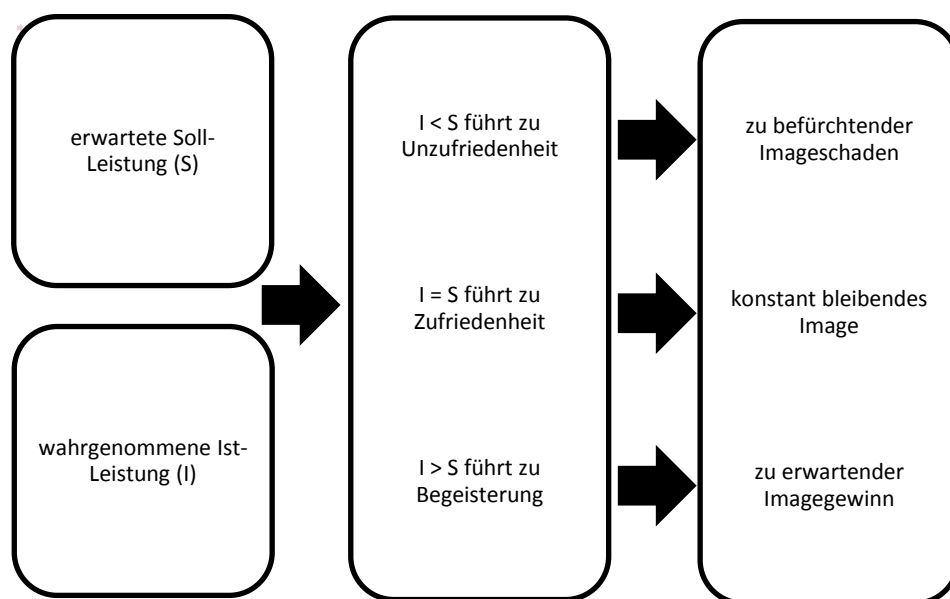 erwartete Soll-
Leistung (S)
wahrgenommene Ist-
Leistung (I)
I < S führt zu
Unzufriedenheit
I = S führt zu
Zufriedenheit
I > S führt zu
Begeisterung
zu befürchtender
Imageschaden
konstant bleibendes
Image
zu erwartender
Imagegewinn